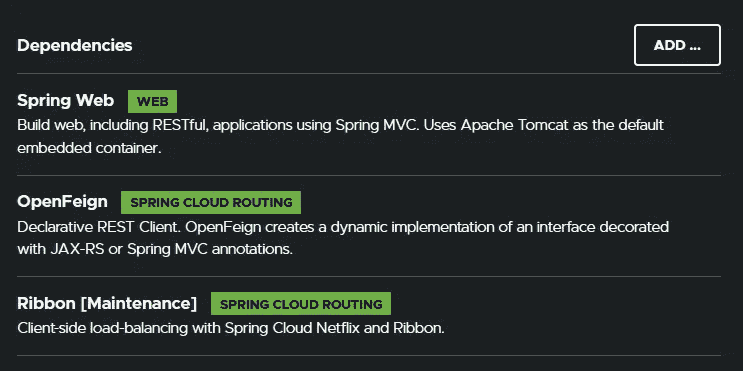 Dependencies
ADD ...
Spring Web WEB
Build web, including RESTful, applications using Spring MVC. Uses Apache Tomcat as the default
embedded container.
OpenFeign SPRING CLOUD ROUTING
Declarative REST Client. OpenFeign creates a dynamic implementation of an interface decorated
with JAX-RS or Spring MVC annotations.
Ribbon [Maintenance] SPRING CLOUD ROUTING
Client-side load-balancing with Spring Cloud Netflix and Ribbon.